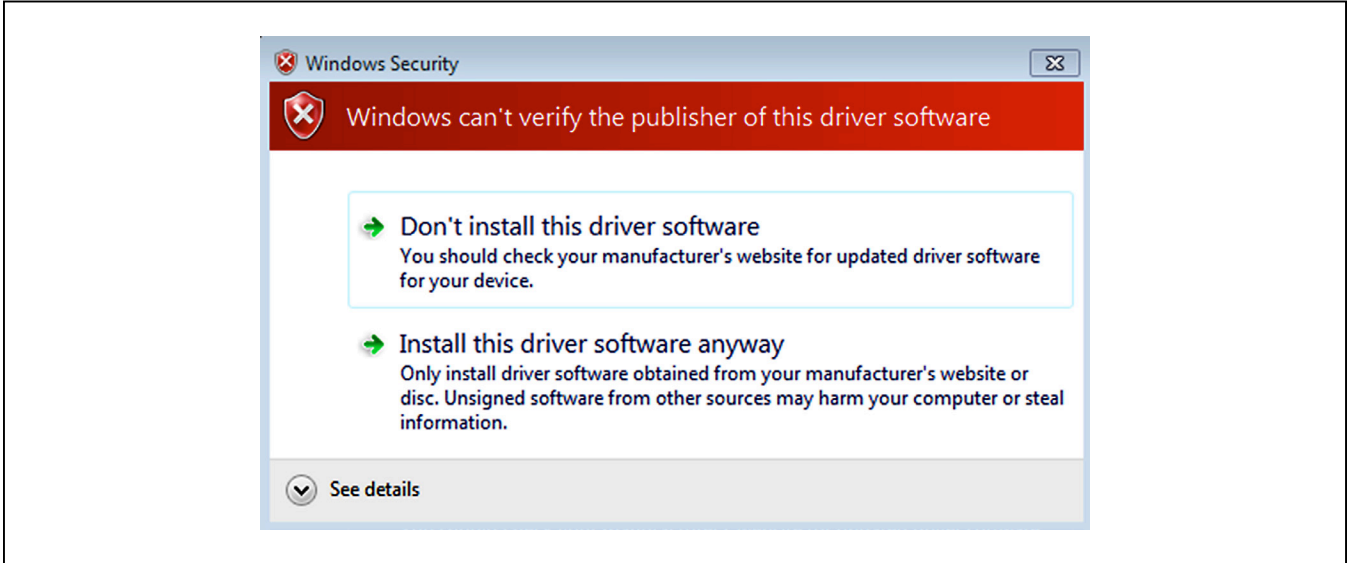 Windows Security
Windows can't verify the publisher of this driver software
Don't install this driver software
You should check your manufacturer's website for updated driver software
for your device.
Install this driver software anyway
Only install driver software obtained from your manufacturer's website or
disc. Unsigned software from other sources may harm your computer or steal
information.
See details